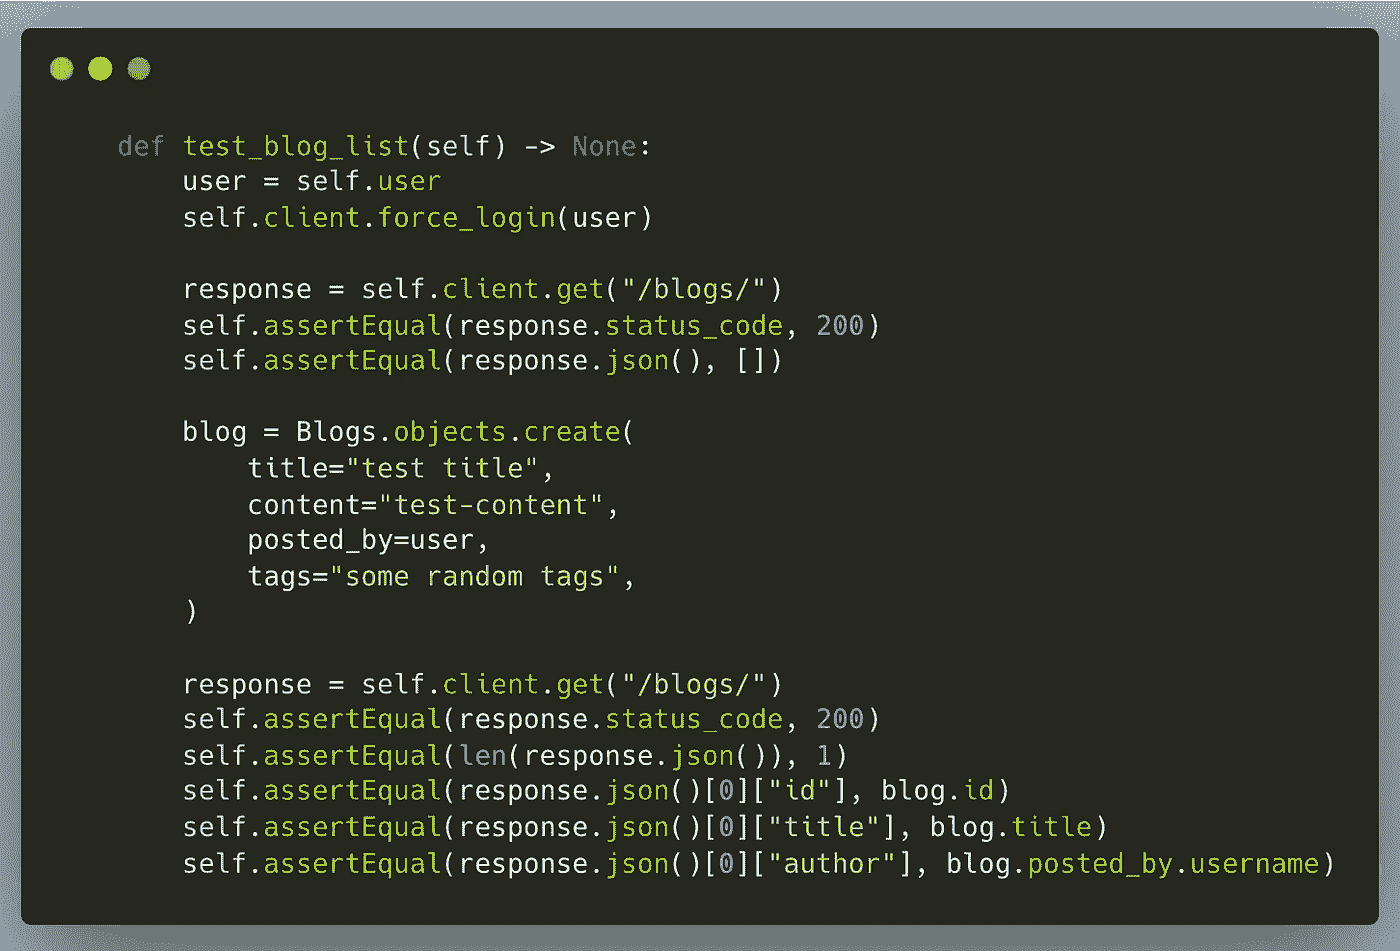 def test_blog_list(self) -> None:
    user = self.user
    self.client.force_login(user)

    response = self.client.get("/blogs/")
    self.assertEqual(response.status_code, 200)
    self.assertEqual(response.json(), [])

    blog = Blogs.objects.create(
        title="test title",
        content="test-content",
        posted_by=user,
        tags="some random tags",
    )

    response = self.client.get("/blogs/")
    self.assertEqual(response.status_code, 200)
    self.assertEqual(len(response.json()), 1)
    self.assertEqual(response.json()[0]["id"], blog.id)
    self.assertEqual(response.json()[0]["title"], blog.title)
    self.assertEqual(response.json()[0]["author"], blog.posted_by.username)